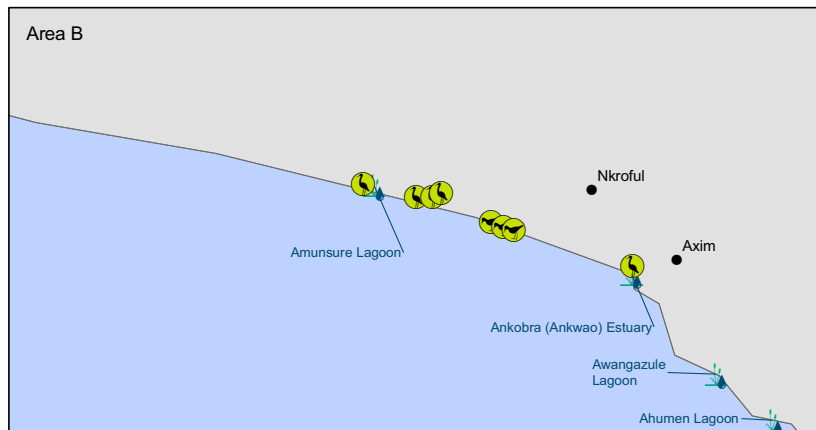 Area B
Nkroful
Amunsure Lagoon
Axim
Ankobra (Ankwao) Estuary
Awangazule
Lagoon
Ahumen Lagoon